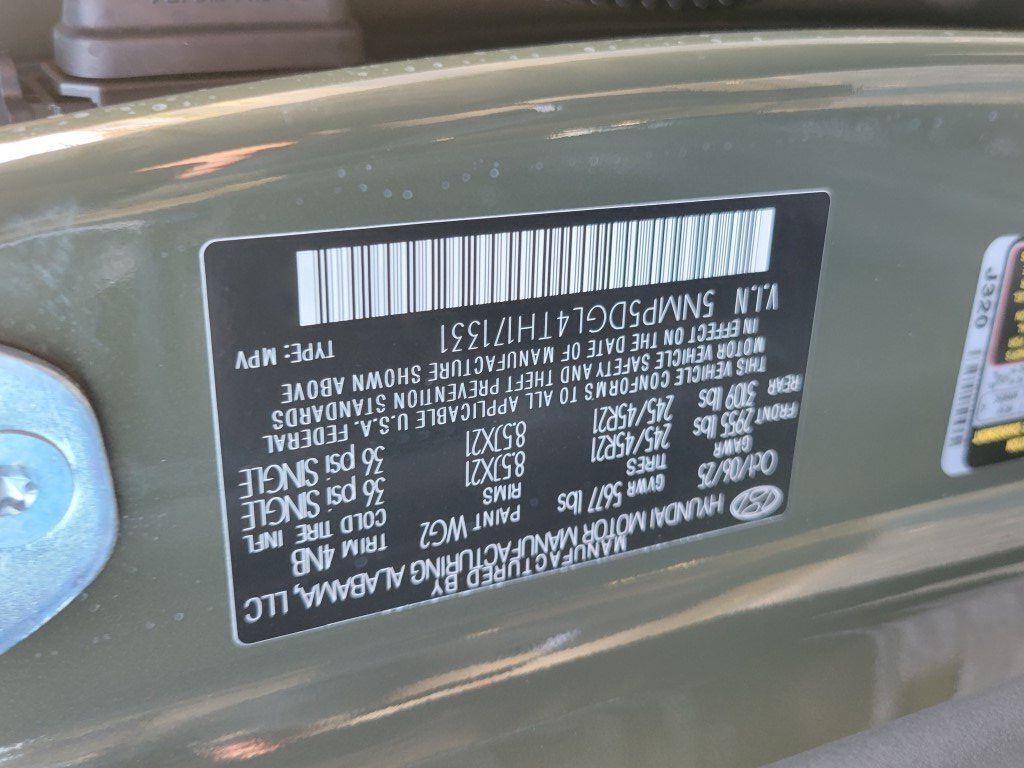 MANUFACTURED BY
HYUNDAI MOTOR MANUFACTURING ALABAMA, LLC
Oct/06/25 GVWR 5677 lbs PAINT WG2 TRIM 4NB
GAWR TIRES RIMS COLD TIRE INFL
FRONT 2955 lbs 245/45R21 8.5JX21 36 psi SINGLE
REAR 3109 lbs 245/45R21 8.5JX21 36 psi SINGLE
THIS VEHICLE CONFORMS TO ALL APPLICABLE U.S.A. FEDERAL
MOTOR VEHICLE SAFETY AND THEFT PREVENTION STANDARDS
IN EFFECT ON THE DATE OF MANUFACTURE SHOWN ABOVE
V.I.N 5NMP5DGL4TH171331 TYPE: MPV
J320